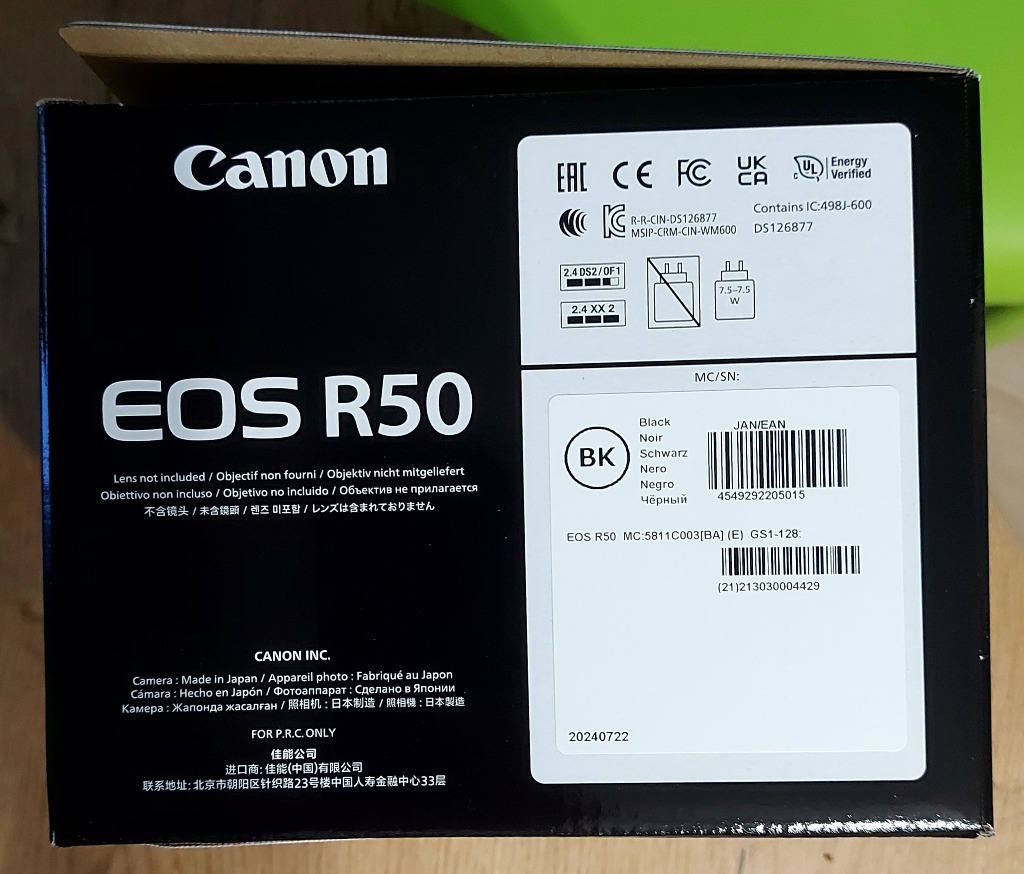 Canon
EOS R50
Lens not included / Objectif non fourni / Objektiv nicht mitgeliefert
Obiettivo non incluso / Objetivo no incluido / Объектив не прилагается
不含镜头 / 未含鏡頭 / 렌즈 미포함 / レンズは含まれておりません
CANON INC.
Camera : Made in Japan / Appareil photo : Fabriqué au Japon
Cámara : Hecho en Japón / Фотоаппарат : Сделано в Японии
Камера : Жапонда жасалған / 照相机 : 日本制造 / 照相機 : 日本製造
FOR P.R.C. ONLY
佳能公司
进口商: 佳能(中国)有限公司
联系地址: 北京市朝阳区针织路23号楼中国人寿金融中心33层
EAC CE FC UK CA c UL Energy Verified
R-R-CIN-DS126877
MSIP-CRM-CIN-WM600
Contains IC:498J-600
DS126877
2.4 DS2/OF1
2.4 XX 2
7.5–7.5
W
MC/SN:
BK
Black
Noir
Schwarz
Nero
Negro
Чёрный
JAN/EAN
4549292205015
EOS R50 MC:5811C003[BA] (E) GS1-128:
(21)213030004429
20240722